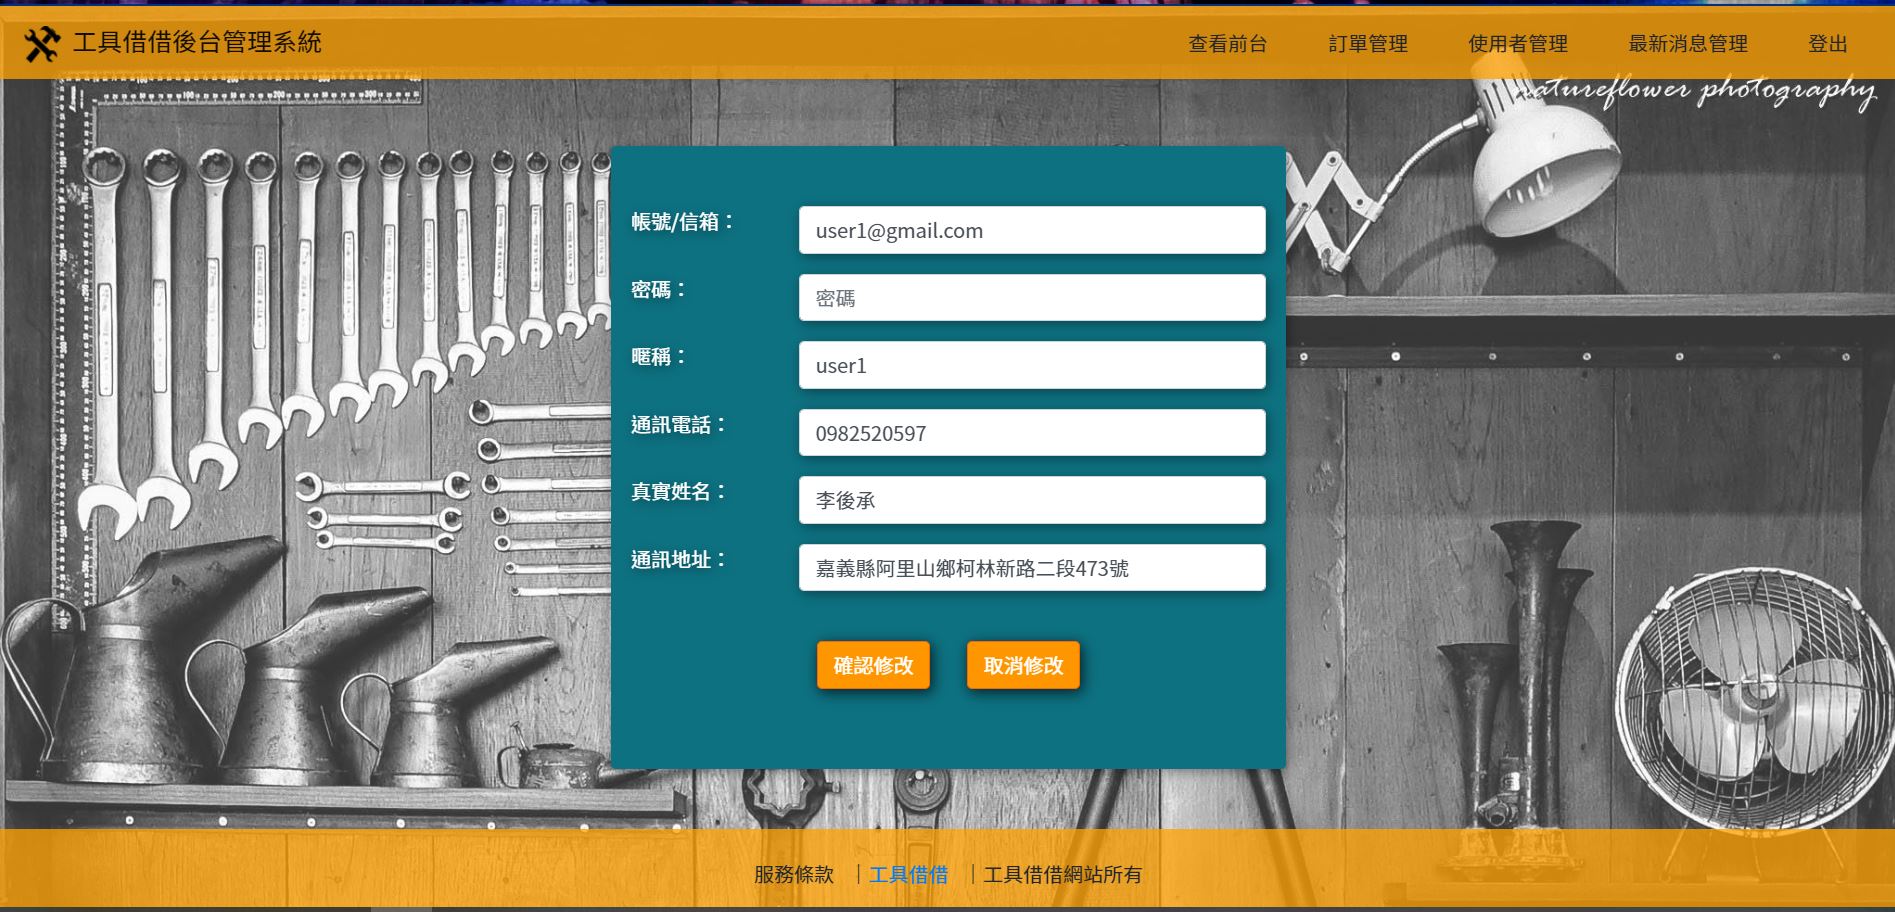 工具借借後台管理系統
查看前台 訂單管理 使用者管理 最新消息管理 登出
natureflower photography
帳號/信箱：
user1@gmail.com
密碼：
密碼
暱稱：
user1
通訊電話：
0982520597
真實姓名：
李後承
通訊地址：
嘉義縣阿里山鄉柯林新路二段473號
確認修改 取消修改
服務條款 ｜工具借借 ｜工具借借網站所有